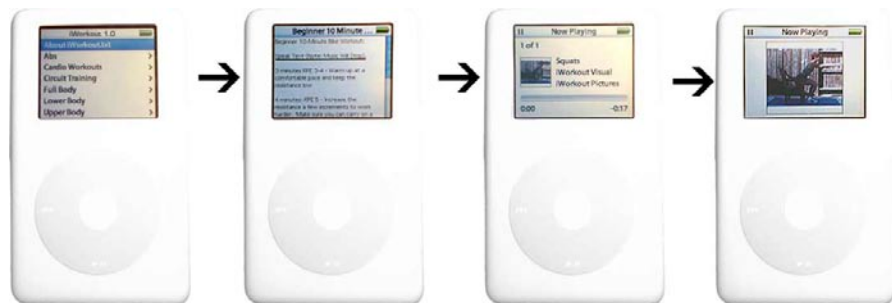 iWorkout 1.0
About iWorkout.txt
Abs
Cardio Workouts
Circuit Training
Full Body
Lower Body
Upper Body
Beginner 10 Minute ...
Beginner 10 Minute Bike Workout:
3 minutes RPE 3-4 - Warm up at a
comfortable pace and keep the
resistance low
4 minutes RPE 5 - Increase the
resistance a few increments to work
harder. Make sure you can carry on a
Now Playing
1 of 1
Squats
iWorkout Visual
iWorkout Pictures
0:00 -0:17
Now Playing